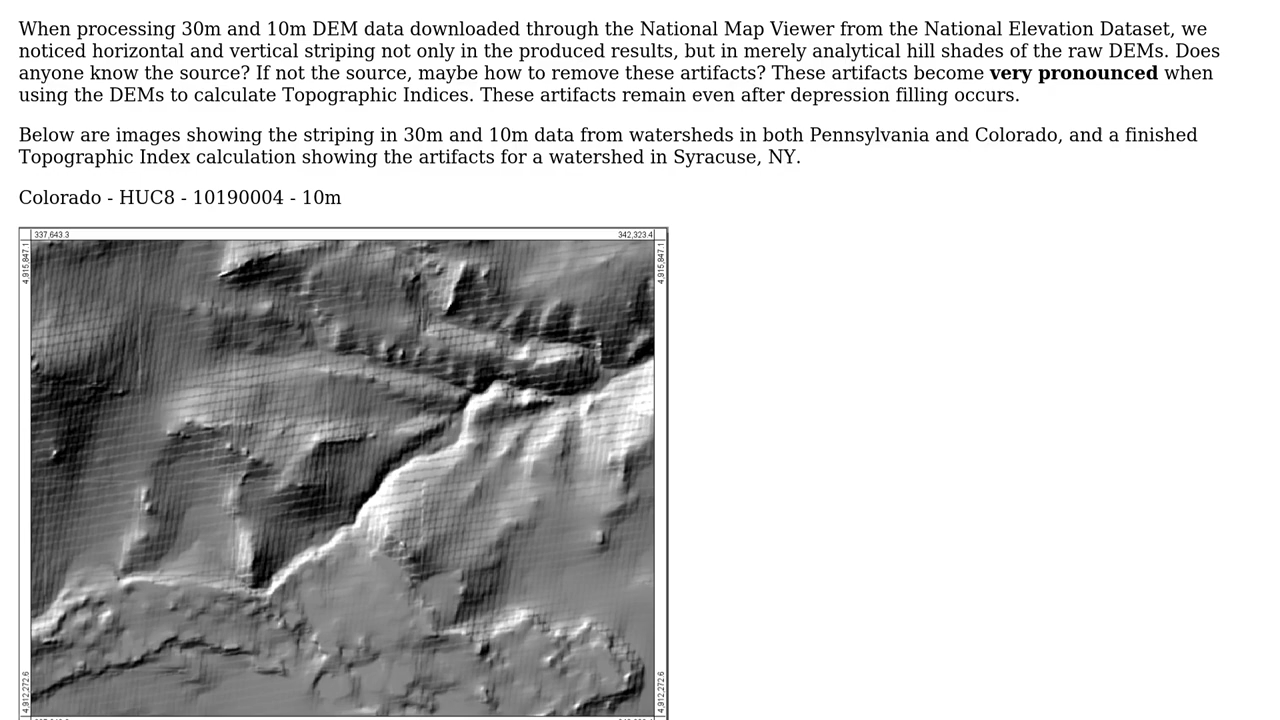 When processing 30m and 10m DEM data downloaded through the National Map Viewer from the National Elevation Dataset, we
noticed horizontal and vertical striping not only in the produced results, but in merely analytical hill shades of the raw DEMs. Does
anyone know the source? If not the source, maybe how to remove these artifacts? These artifacts become very pronounced when
using the DEMs to calculate Topographic Indices. These artifacts remain even after depression filling occurs.
Below are images showing the striping in 30m and 10m data from watersheds in both Pennsylvania and Colorado, and a finished
Topographic Index calculation showing the artifacts for a watershed in Syracuse, NY.
Colorado - HUC8 - 10190004 - 10m
337,643.3
342,323.4
4,915,847.1
4,915,847.1
4,912,272.6
4,912,272.6